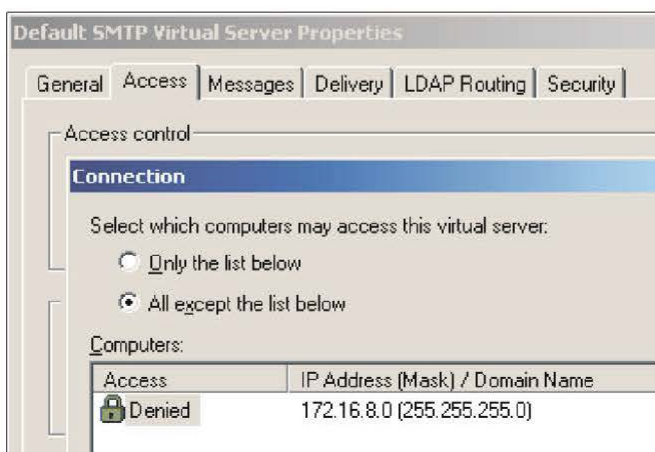 Default SMTP Virtual Server Properties
General Access Messages Delivery LDAP Routing Security
Access control
Connection
Select which computers may access this virtual server:
Only the list below
All except the list below
Computers:
Access IP Address (Mask) / Domain Name
Denied 172.16.8.0 (255.255.255.0)